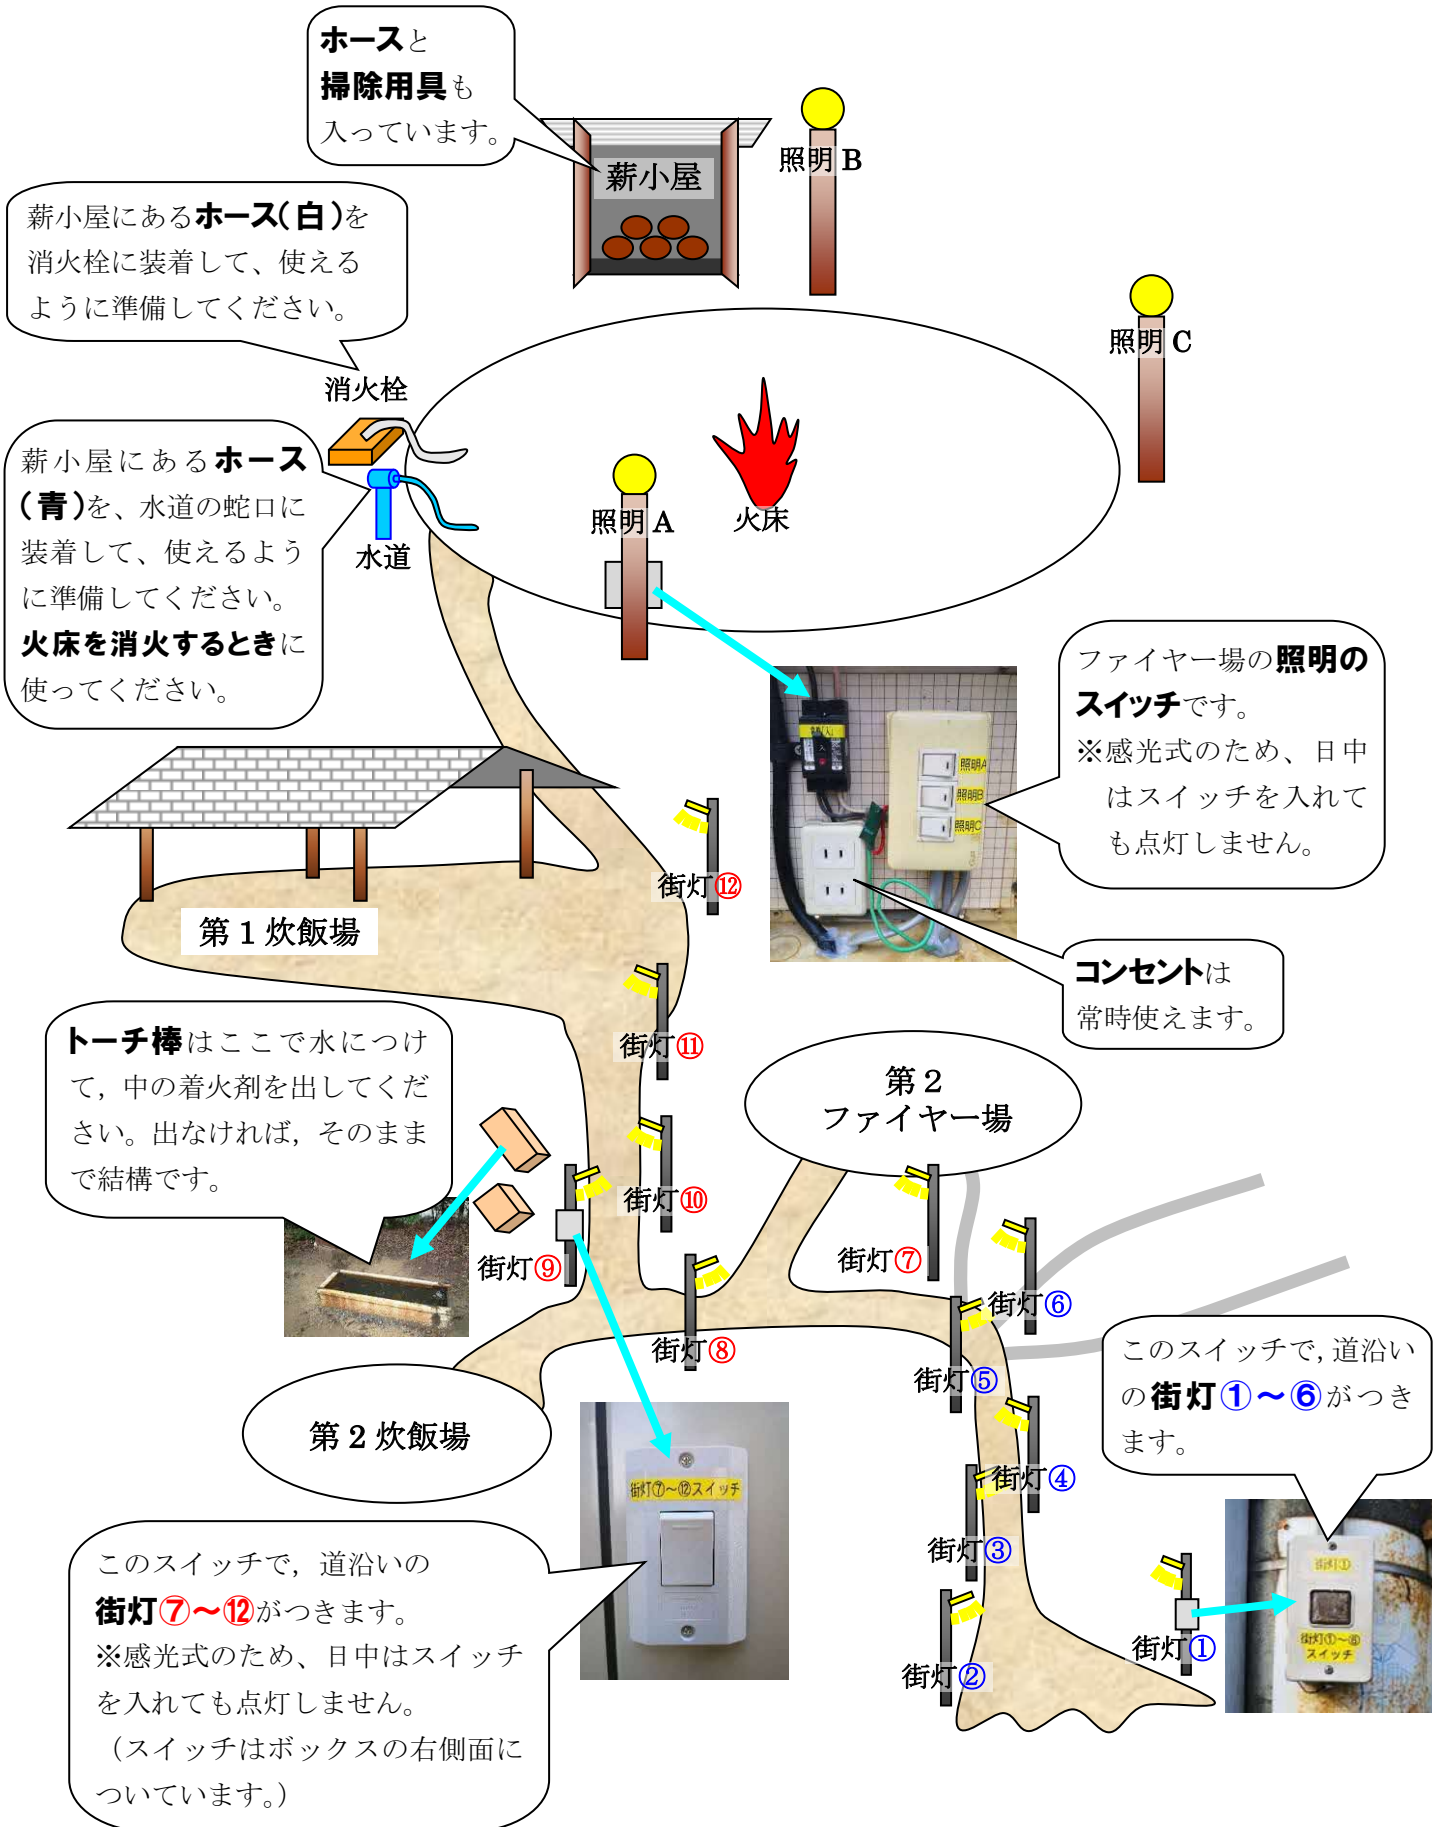 ホースと
掃除用具も
入っています。
薪小屋
照明B
薪小屋にあるホース(白)を
消火栓に装着して、使える
ように準備してください。
照明C
消火栓
薪小屋にあるホース
(青)を、水道の蛇口に
装着して、使えるよう
に準備してください。
火床を消火するときに
使ってください。
水道
照明A
火床
ファイヤー場の照明の
スイッチです。
※感光式のため、日中
はスイッチを入れて
も点灯しません。
照明A
照明B
照明C
コンセントは
常時使えます。
街灯⑫
第1炊飯場
街灯⑪
トーチ棒はここで水につけ
て，中の着火剤を出してくだ
さい。出なければ，そのまま
で結構です。
第2
ファイヤー場
街灯⑩
街灯⑨
街灯⑦
街灯⑥
街灯⑧
街灯⑤
第2炊飯場
このスイッチで，道沿い
の街灯①～⑥がつき
ます。
街灯④
街灯⑦～⑫スイッチ
街灯③
このスイッチで，道沿いの
街灯⑦～⑫がつきます。
※感光式のため、日中はスイッチ
を入れても点灯しません。
（スイッチはボックスの右側面に
ついています。）
街灯②
街灯①
街灯①
街灯①～⑥
スイッチ